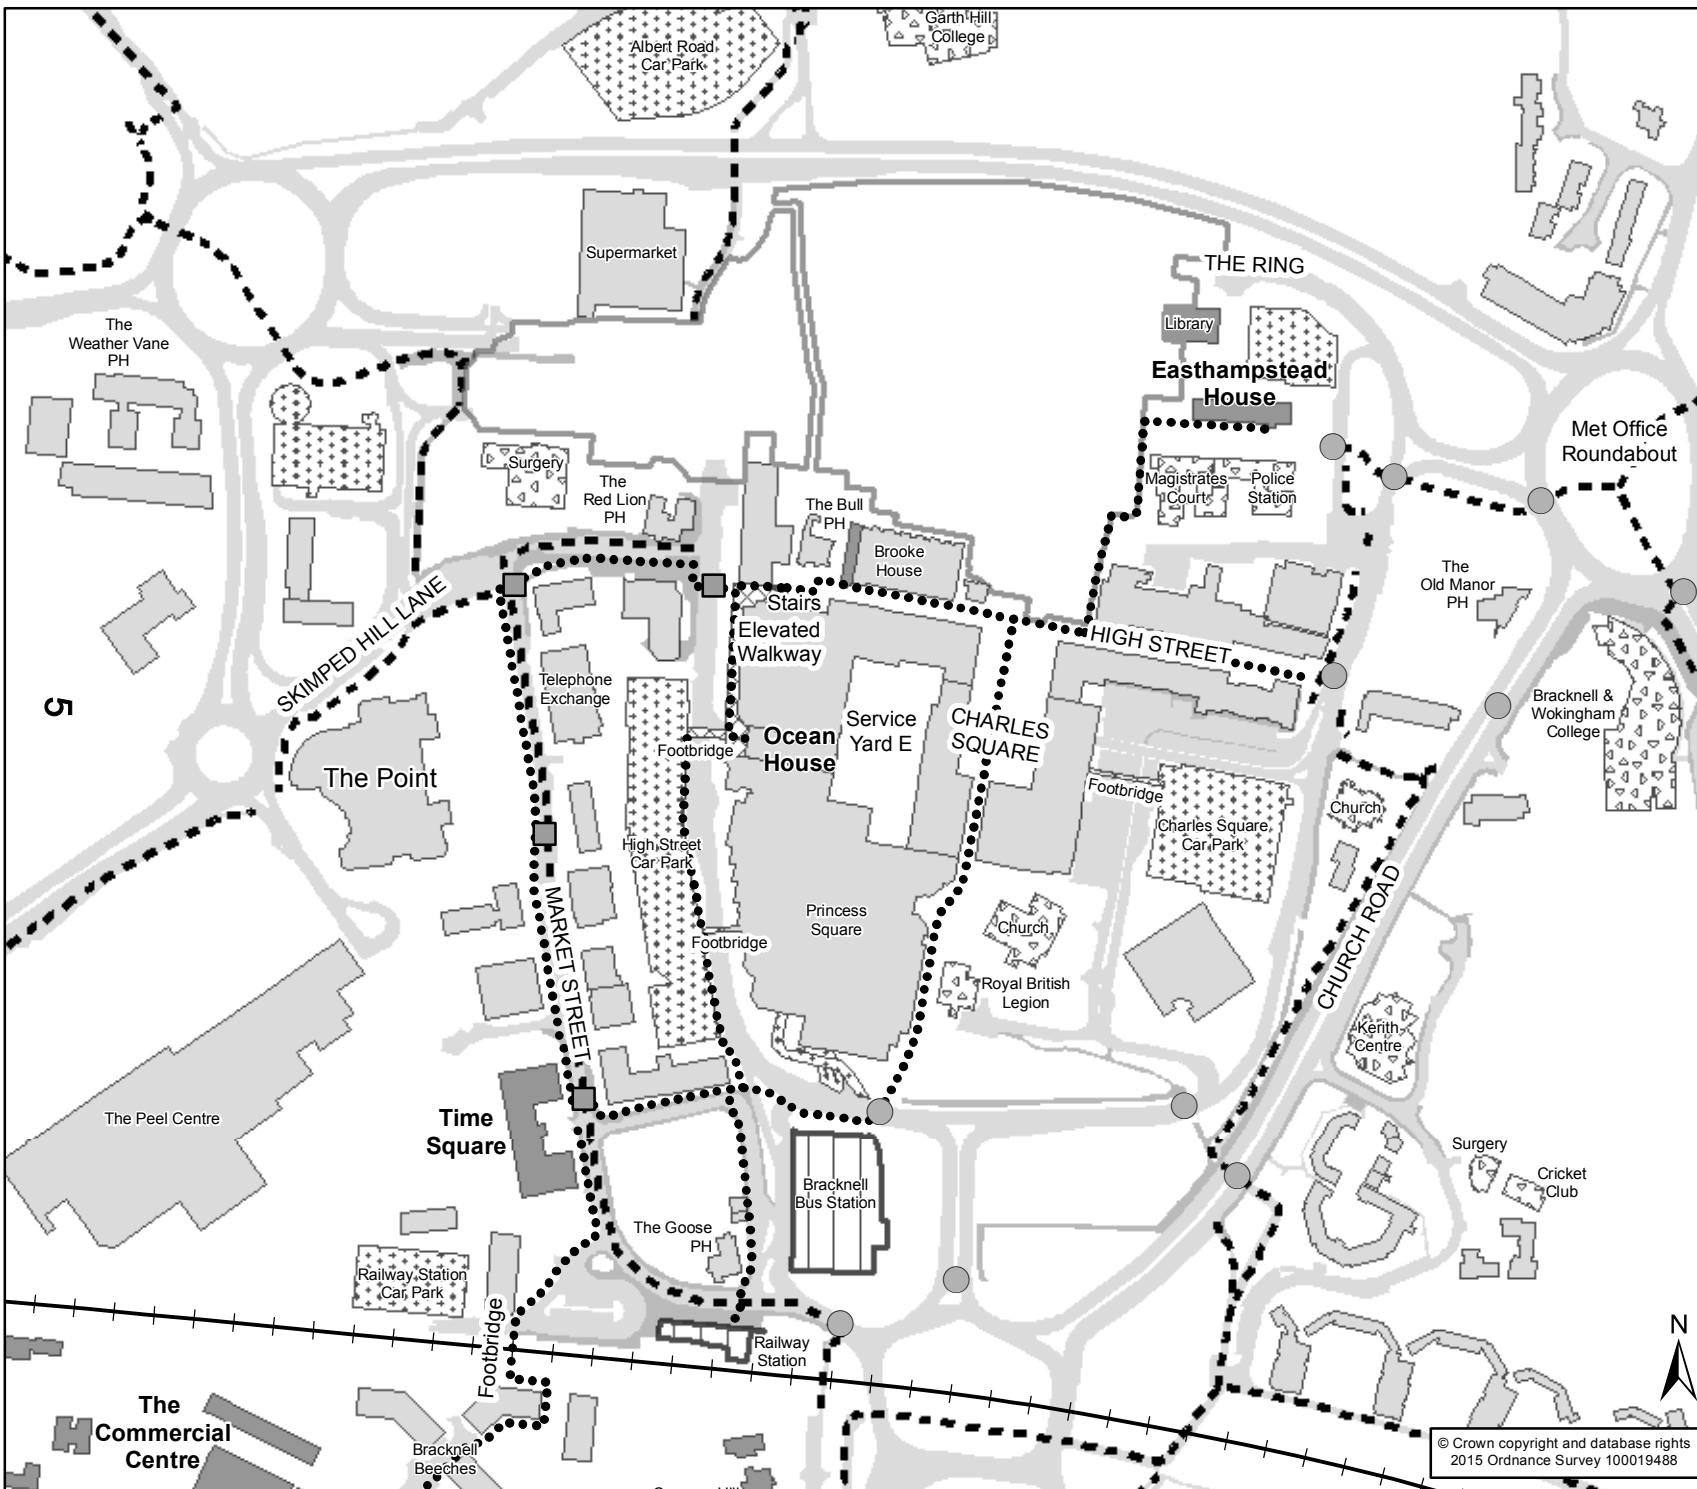 Garth Hill
College
Albert Road
Car Park
Supermarket
THE RING
The
Weather Vane
PH
Library
Easthampstead
House
Met Office
Roundabout
Surgery
The
Red Lion
PH
The Bull
PH
Magistrates
Court
Police
Station
Brooke
House
The
Old Manor
PH
Stairs
SKIMPED HILL LANE
Elevated
Walkway
HIGH STREET
Telephone
Exchange
5
Bracknell &
Wokingham
College
Service
Yard E
CHARLES
SQUARE
Footbridge
Ocean
House
The Point
Footbridge
Church
Charles Square
Car Park
High Street
Car Park
MARKET STREET
Princess
Square
Church
CHURCH ROAD
Footbridge
Royal British
Legion
Kerith
Centre
The Peel Centre
Time
Square
Surgery
Cricket
Club
Bracknell
Bus Station
The Goose
PH
Railway Station
Car Park
Footbridge
Railway
Station
N
The
Commercial
Centre
Bracknell
Beeches
© Crown copyright and database rights
2015 Ordnance Survey 100019488